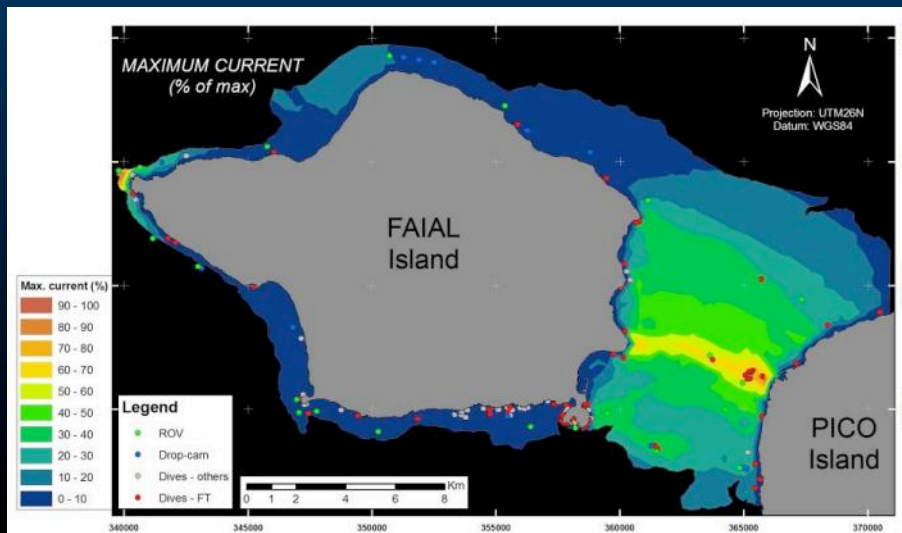 MAXIMUM CURRENT
(% of max)
N
Projection: UTM26N
Datum: WGS84
FAIAL
Island
PICO
Island
Max. current (%)
90 - 100
80 - 90
70 - 80
60 - 70
50 - 60
40 - 50
30 - 40
20 - 30
10 - 20
0 - 10
Legend
ROV
Drop-cam
Dives - others
Dives - FT
Km
0 1 2 4 6 8
340000 345000 350000 355000 360000 365000 370000